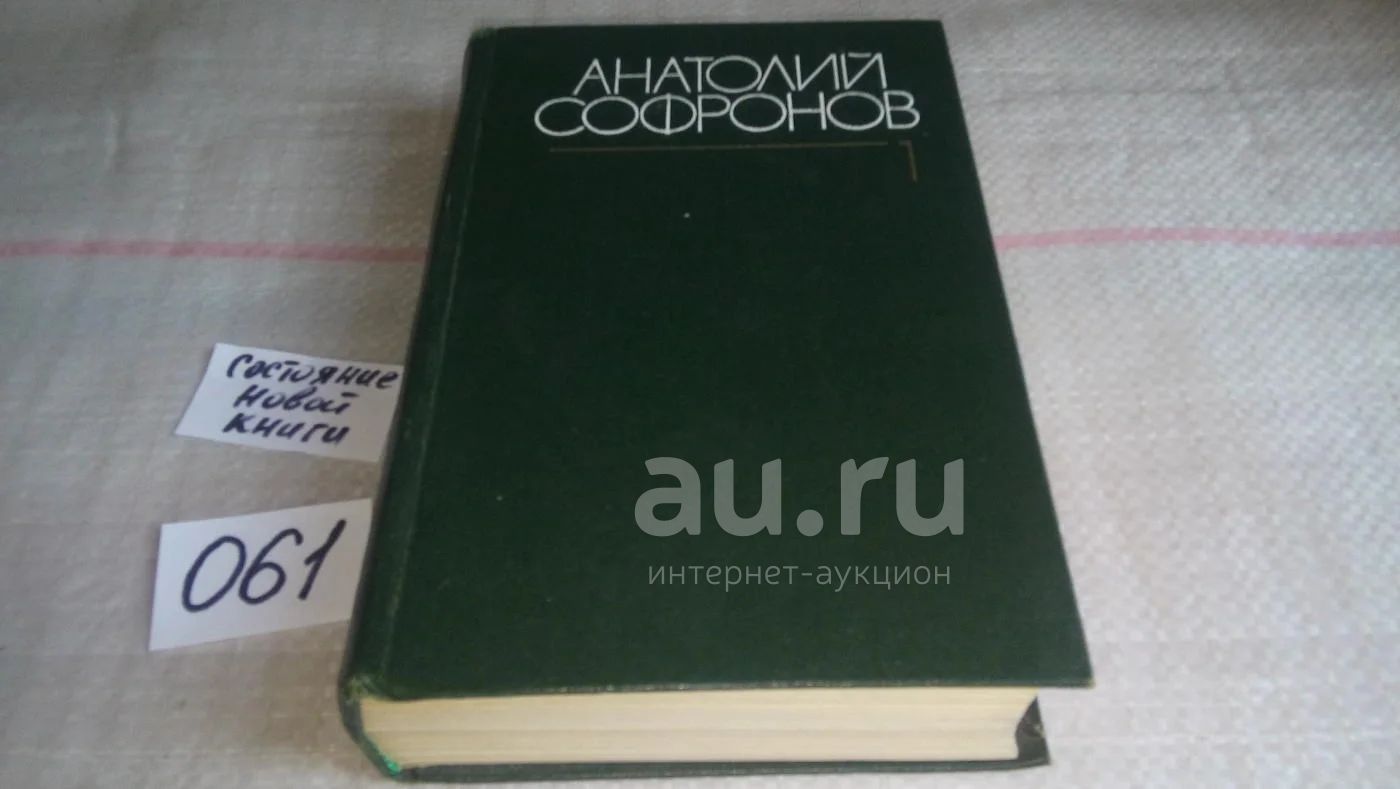 АНАТОЛИЙ
СОФРОНОВ
1
Состояние
новой
книги
061
au.ru
интернет-аукцион